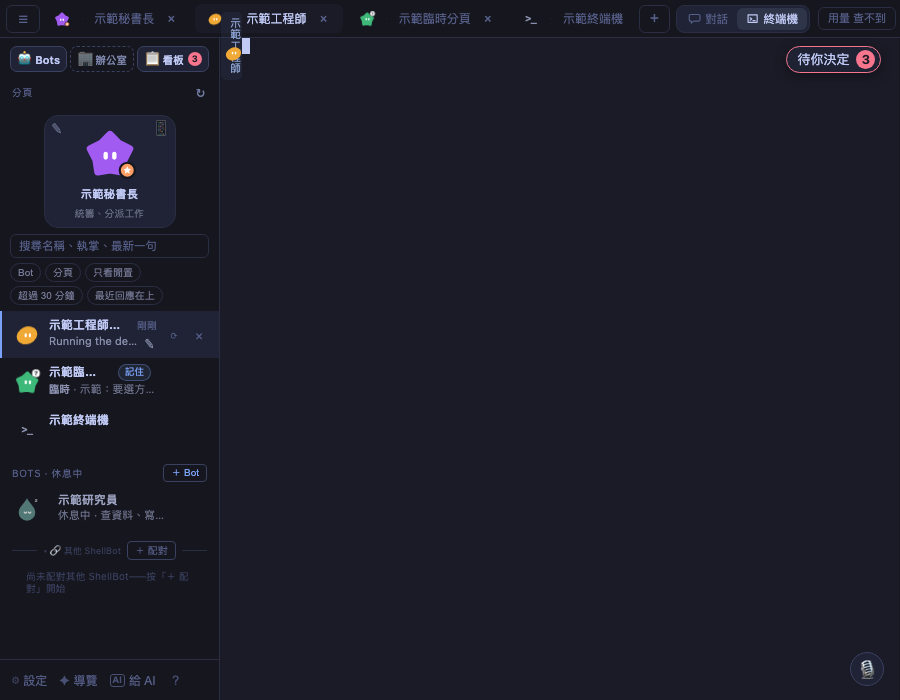 示範秘書長 × 示範工程師 × 示範臨時分頁 × >_ 示範終端機 + 對話 終端機 用量 查不到
示範工程師
Bots 辦公室 看板 3
待你決定 3
分頁 ↻
示範秘書長
統籌、分派工作
搜尋名稱、執掌、最新一句
Bot 分頁 只看閒置
超過 30 分鐘 最近回應在上
示範工程師… 剛剛
Running the de…
示範臨… 記住
臨時 · 示範：要選方…
示範終端機
>_
BOTS · 休息中 + Bot
示範研究員
休息中 · 查資料、寫…
其他 ShellBot + 配對
尚未配對其他 ShellBot——按「+ 配
對」開始
設定 導覽 AI 給 AI ?